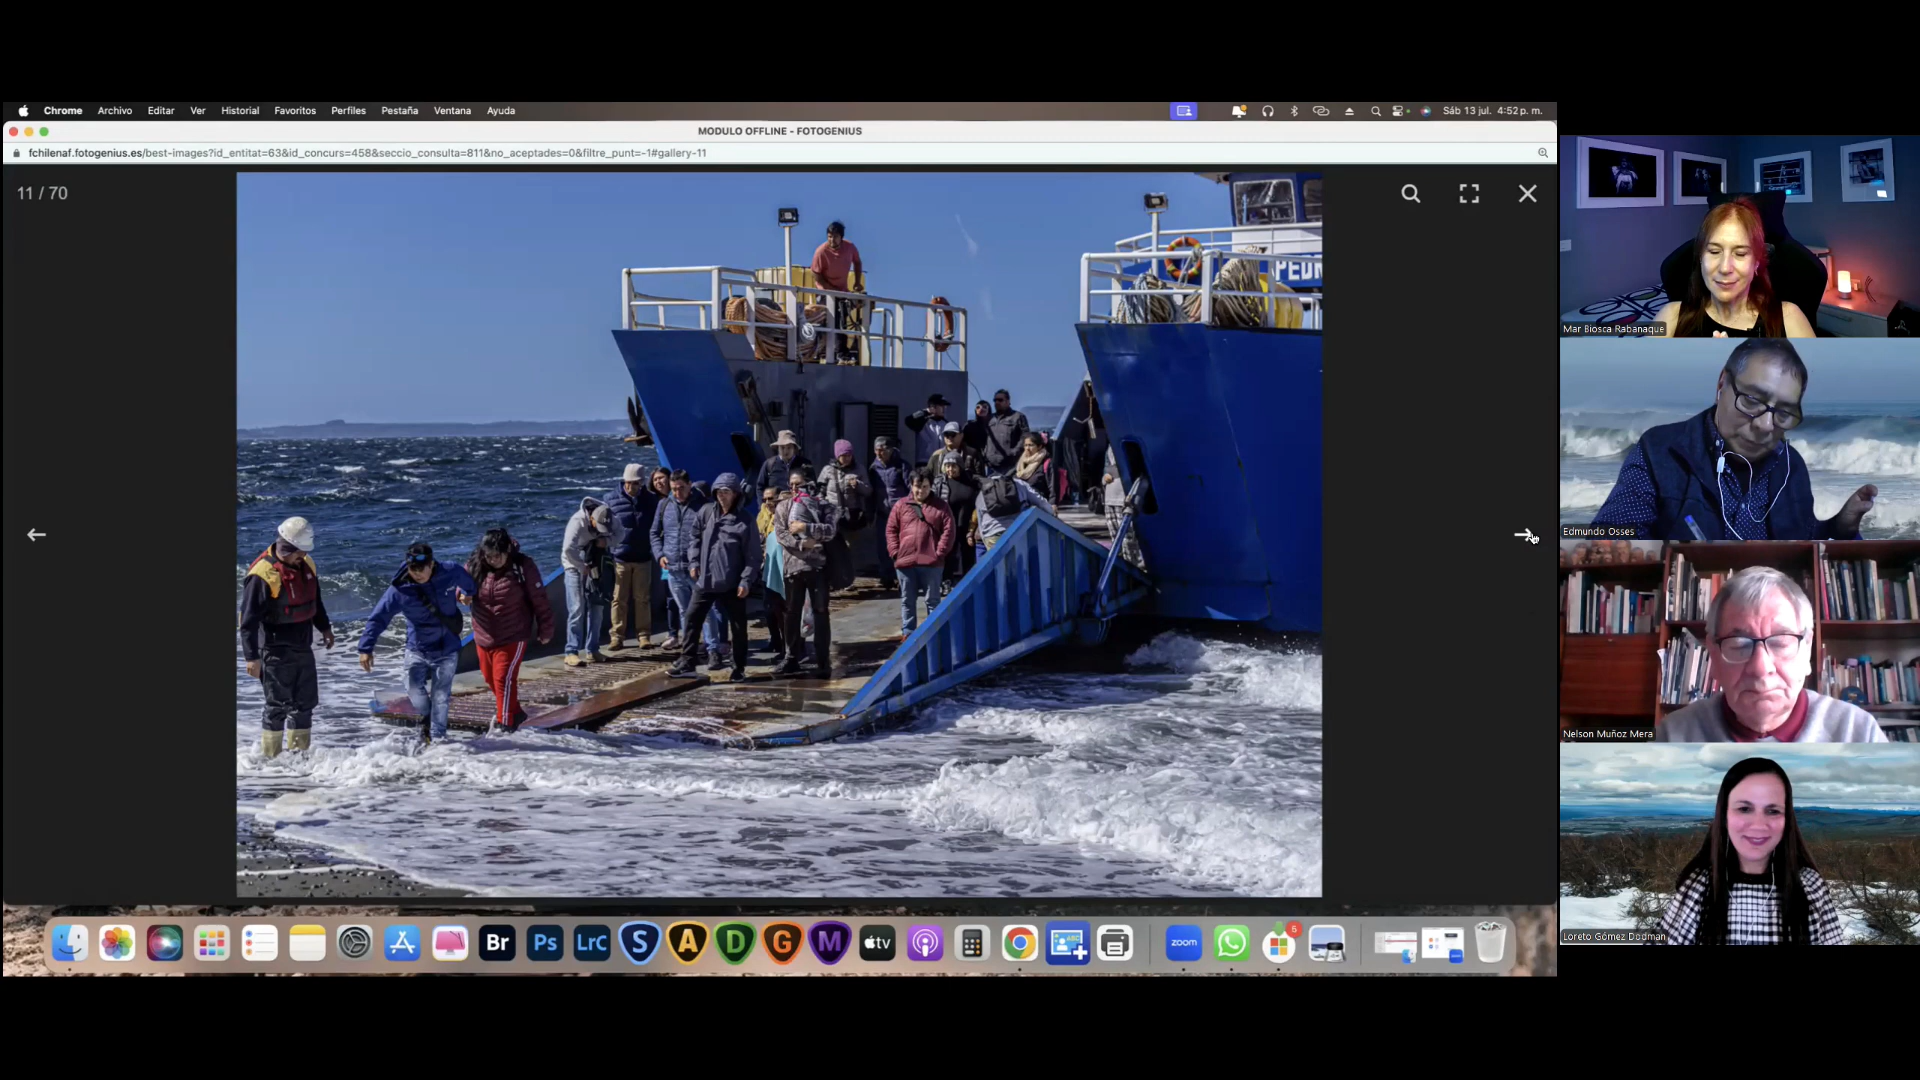 Chrome Archivo Editar Ver Historial Favoritos Perfiles Pestaña Ventana Ayuda
Sáb 13 jul. 4:52 p. m.
MODULO OFFLINE - FOTOGENIUS
fchilenaf.fotogenius.es/best-images?id_entitat=63&id_concurs=458&seccio_consulta=811&no_aceptades=0&filtre_punt=-1#gallery-11
11 / 70
Mar Biosca Rabanaque
Edmundo Osses
Nelson Muñoz Mera
Loreto Gómez Dodman
Br Ps LrC S A D G M tv
zoom
6